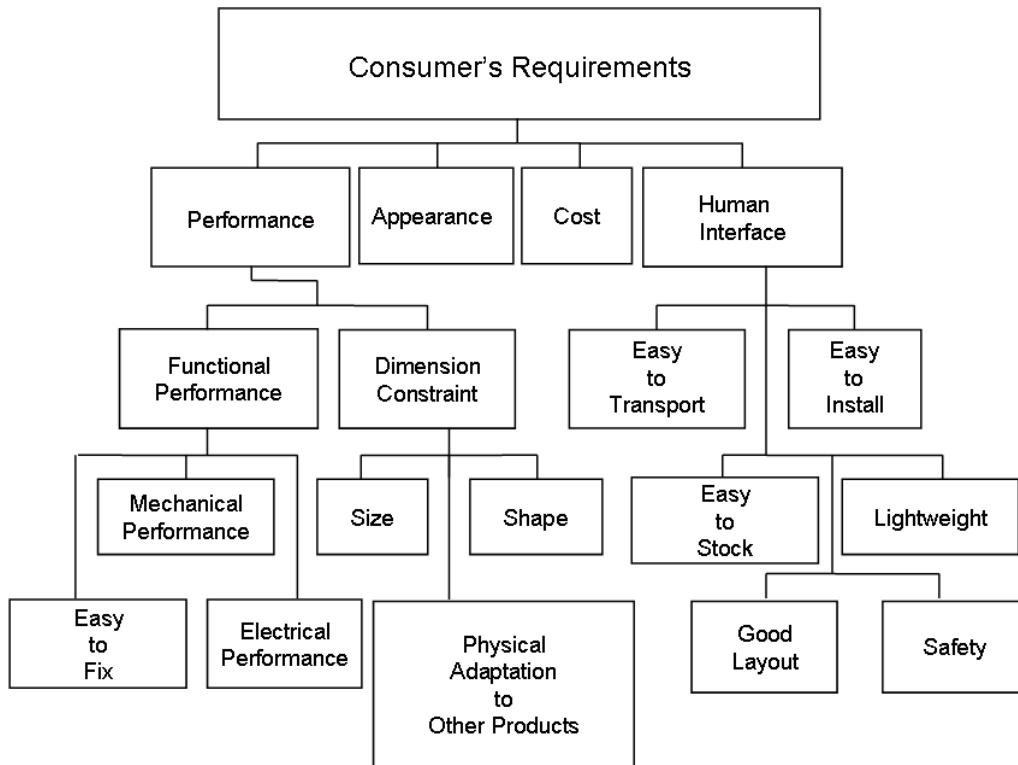 Consumer's Requirements
Performance
Appearance
Cost
Human
Interface
Functional
Performance
Dimension
Constraint
Easy
to
Transport
Easy
to
Install
Mechanical
Performance
Size
Shape
Easy
to
Stock
Lightweight
Easy
to
Fix
Electrical
Performance
Physical
Adaptation
to
Other Products
Good
Layout
Safety